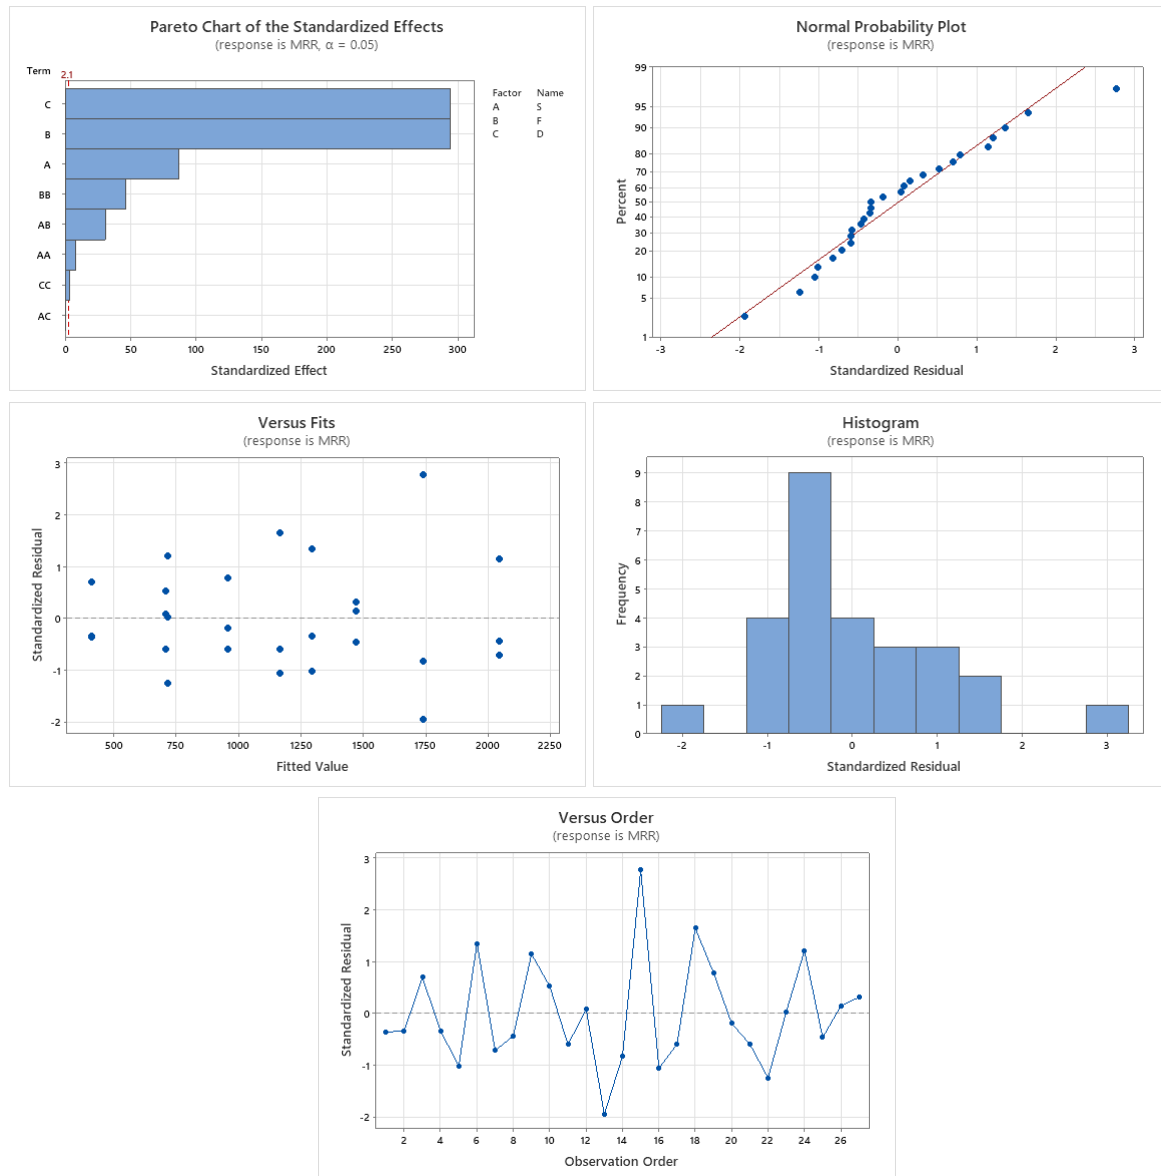 Pareto Chart of the Standardized Effects
(response is MRR, α = 0.05)
Term
2.1
C
B
A
BB
AB
AA
CC
AC
0 50 100 150 200 250 300
Standardized Effect
Factor Name
A S
B F
C D
Normal Probability Plot
(response is MRR)
Percent
99
95
90
80
70
60
50
40
30
20
10
5
1
-3 -2 -1 0 1 2 3
Standardized Residual
Versus Fits
(response is MRR)
Standardized Residual
3
2
1
0
-1
-2
500 750 1000 1250 1500 1750 2000 2250
Fitted Value
Histogram
(response is MRR)
Frequency
9
8
7
6
5
4
3
2
1
0
-2 -1 0 1 2 3
Standardized Residual
Versus Order
(response is MRR)
Standardized Residual
3
2
1
0
-1
-2
2 4 6 8 10 12 14 16 18 20 22 24 26
Observation Order